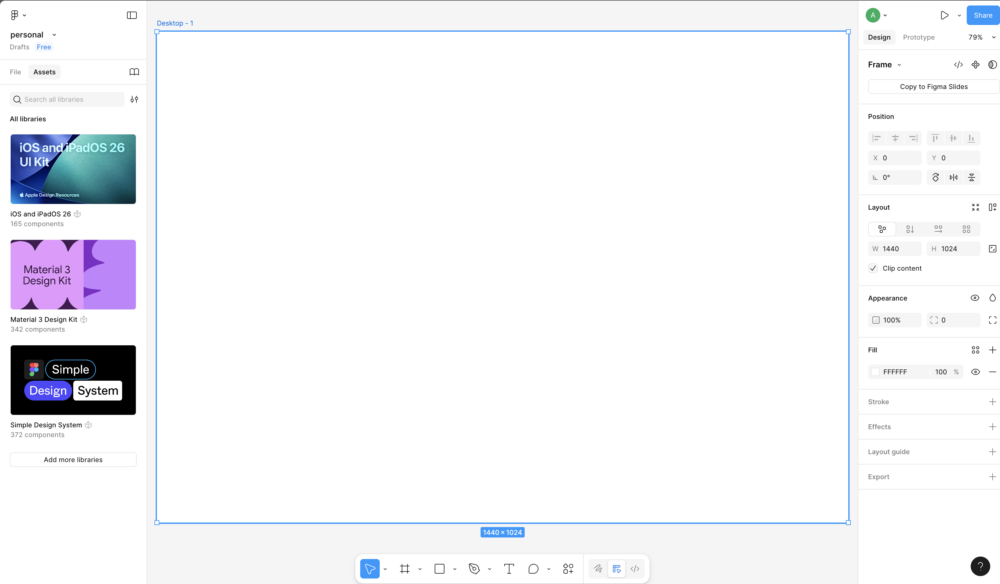 personal
Drafts Free
File Assets
Search all libraries
All libraries
iOS and iPadOS 26
UI Kit
Apple Design Resources
iOS and iPadOS 26
165 components
Material 3
Design Kit
Material 3 Design Kit
342 components
Simple
Design System
Simple Design System
372 components
Add more libraries
Desktop - 1
1440 × 1024
A
Share
Design Prototype 79%
Frame
Copy to Figma Slides
Position
X 0 Y 0
0°
Layout
W 1440 H 1024
Clip content
Appearance
100% 0
Fill
FFFFFF 100 %
Stroke
Effects
Layout guide
Export
?